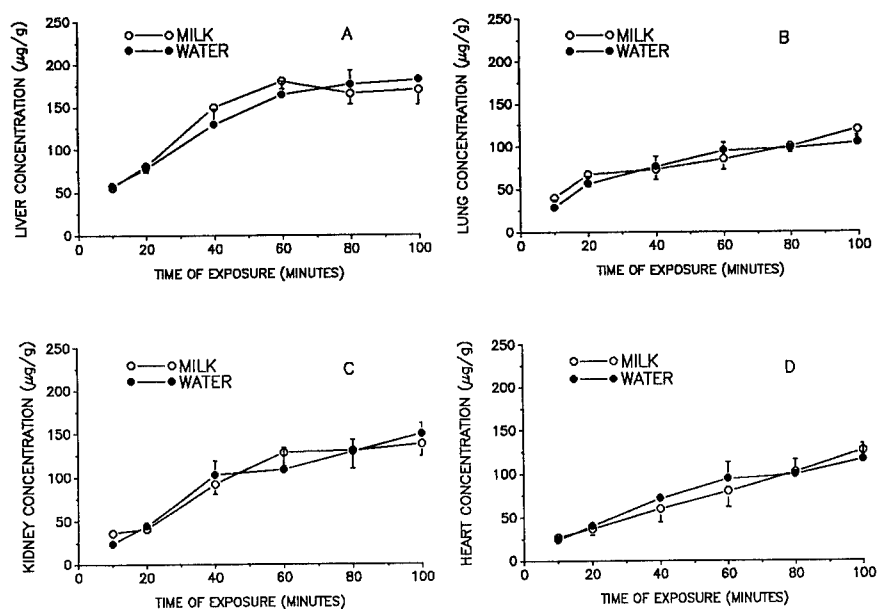 MILK
WATER
A
LIVER CONCENTRATION (µg/g)
250
200
150
100
50
0
0 20 40 60 80 100
TIME OF EXPOSURE (MINUTES)
MILK
WATER
B
LUNG CONCENTRATION (µg/g)
250
200
150
100
50
0
0 20 40 60 80 100
TIME OF EXPOSURE (MINUTES)
MILK
WATER
C
KIDNEY CONCENTRATION (µg/g)
250
200
150
100
50
0
0 20 40 60 80 100
TIME OF EXPOSURE (MINUTES)
MILK
WATER
D
HEART CONCENTRATION (µg/g)
250
200
150
100
50
0
0 20 40 60 80 100
TIME OF EXPOSURE (MINUTES)